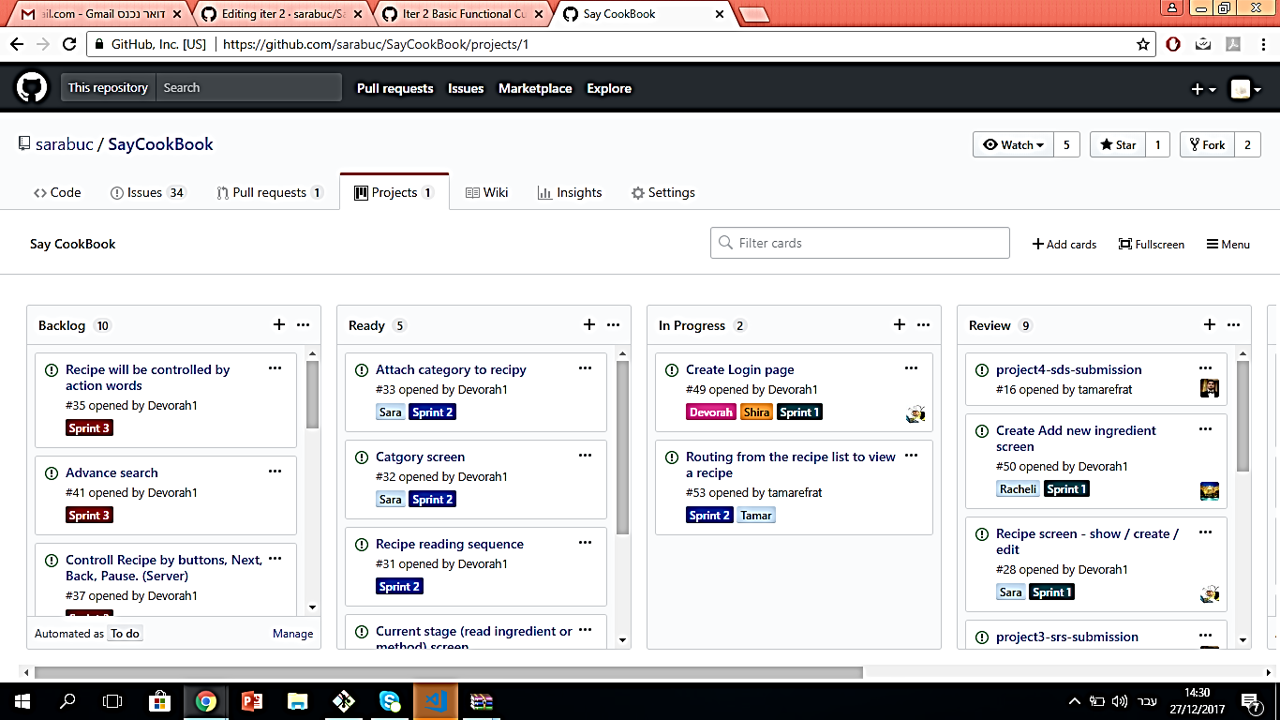 ail.com - Gmail דואר נכנס
Editing iter 2 · sarabuc/Sa
Iter 2 Basic Functional Cu
Say CookBook
GitHub, Inc. [US]
https://github.com/sarabuc/SayCookBook/projects/1
This repository
Search
Pull requests
Issues
Marketplace
Explore
sarabuc / SayCookBook
Watch 5
Star 1
Fork 2
Code
Issues 34
Pull requests 1
Projects 1
Wiki
Insights
Settings
Say CookBook
Filter cards
Add cards
Fullscreen
Menu
Backlog 10
Recipe will be controlled by
action words
#35 opened by Devorah1
Sprint 3
Advance search
#41 opened by Devorah1
Sprint 3
Controll Recipe by buttons, Next,
Back, Pause. (Server)
#37 opened by Devorah1
Automated as To do
Manage
Ready 5
Attach category to recipy
#33 opened by Devorah1
Sara Sprint 2
Catgory screen
#32 opened by Devorah1
Sara Sprint 2
Recipe reading sequence
#31 opened by Devorah1
Sprint 2
Current stage (read ingredient or
method) screen
In Progress 2
Create Login page
#49 opened by Devorah1
Devorah Shira Sprint 1
Routing from the recipe list to view
a recipe
#53 opened by tamarefrat
Sprint 2 Tamar
Review 9
project4-sds-submission
#16 opened by tamarefrat
Create Add new ingredient
screen
#50 opened by Devorah1
Racheli Sprint 1
Recipe screen - show / create /
edit
#28 opened by Devorah1
Sara Sprint 1
project3-srs-submission
עבר
14:30
27/12/2017
7